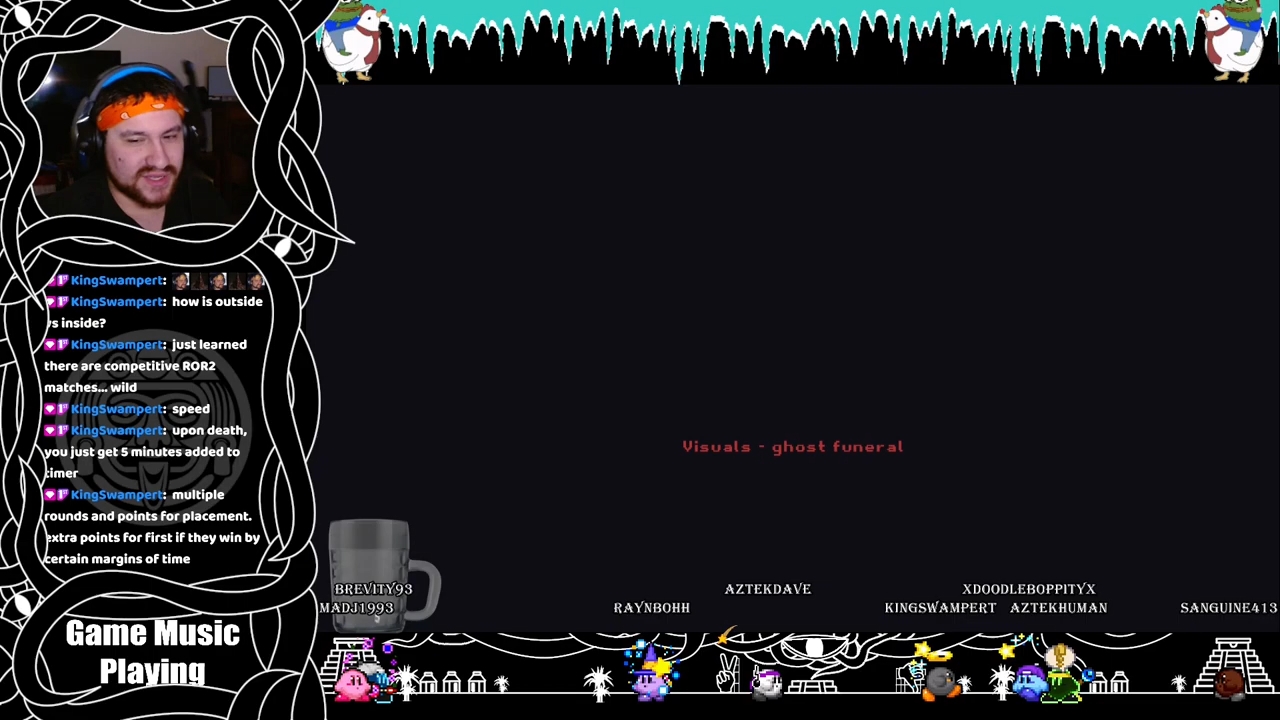 KingSwampert:
KingSwampert: how is outside
vs inside?
KingSwampert: just learned
there are competitive ROR2
matches... wild
KingSwampert: speed
KingSwampert: upon death,
you just get 5 minutes added to
timer
KingSwampert: multiple
rounds and points for placement.
extra points for first if they win by
certain margins of time
Game Music
Playing
Visuals - ghost funeral
BREVITY93
MADJ1993
RAYNBOHH
AZTEKDAVE
KINGSWAMPERT
XDOODLEBOPPITYX
AZTEKHUMAN
SANGUINE413